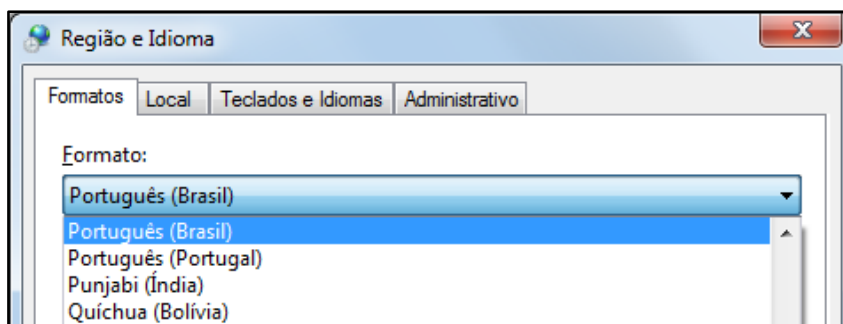 Região e Idioma
Formatos Local Teclados e Idiomas Administrativo
Formato:
Português (Brasil)
Português (Brasil)
Português (Portugal)
Punjabi (Índia)
Quíchua (Bolívia)